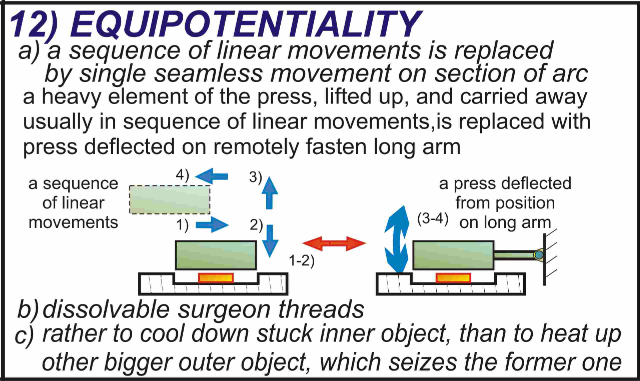 12) EQUIPOTENTIALITY
a) a sequence of linear movements is replaced
by single seamless movement on section of arc
a heavy element of the press, lifted up, and carried away
usually in sequence of linear movements,is replaced with
press deflected on remotely fasten long arm
a sequence
of linear
movements
4)
3)
1)
2)
1-2)
(3-4)
a press deflected
from position
on long arm
b) dissolvable surgeon threads
c) rather to cool down stuck inner object, than to heat up
other bigger outer object, which seizes the former one